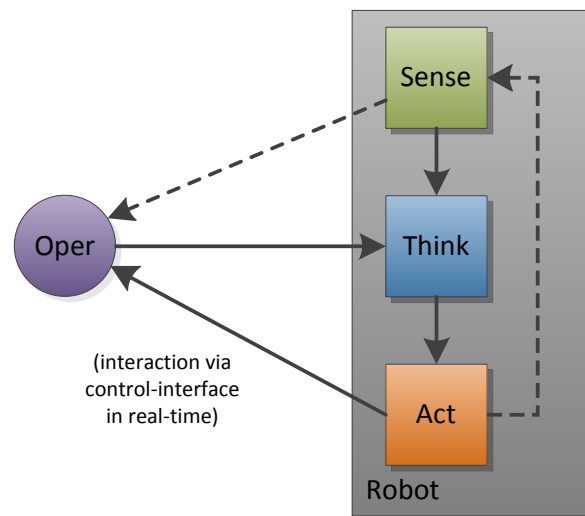 Sense
Oper
Think
(interaction via
control-interface
in real-time)
Act
Robot